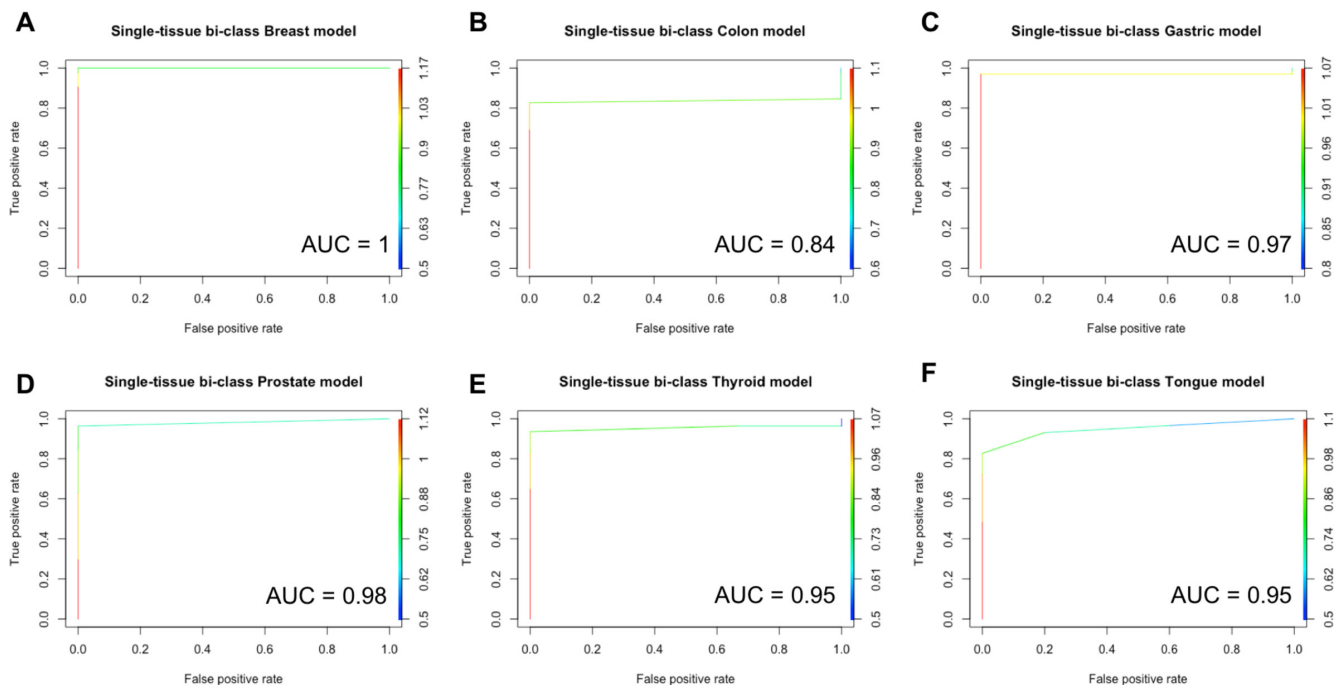 A
Single-tissue bi-class Breast model
True positive rate
1.0
0.8
0.6
0.4
0.2
0.0
1.17
1.03
0.9
0.77
0.63
0.5
AUC = 1
0.0 0.2 0.4 0.6 0.8 1.0
False positive rate
B
Single-tissue bi-class Colon model
True positive rate
1.0
0.8
0.6
0.4
0.2
0.0
1.1
1
0.9
0.8
0.7
0.6
AUC = 0.84
0.0 0.2 0.4 0.6 0.8 1.0
False positive rate
C
Single-tissue bi-class Gastric model
True positive rate
1.0
0.8
0.6
0.4
0.2
0.0
1.07
1.01
0.96
0.91
0.85
0.8
AUC = 0.97
0.0 0.2 0.4 0.6 0.8 1.0
False positive rate
D
Single-tissue bi-class Prostate model
True positive rate
1.0
0.8
0.6
0.4
0.2
0.0
1.12
1
0.88
0.75
0.62
0.5
AUC = 0.98
0.0 0.2 0.4 0.6 0.8 1.0
False positive rate
E
Single-tissue bi-class Thyroid model
True positive rate
1.0
0.8
0.6
0.4
0.2
0.0
1.07
0.96
0.84
0.73
0.61
0.5
AUC = 0.95
0.0 0.2 0.4 0.6 0.8 1.0
False positive rate
F
Single-tissue bi-class Tongue model
True positive rate
1.0
0.8
0.6
0.4
0.2
0.0
1.1
0.98
0.86
0.74
0.62
0.5
AUC = 0.95
0.0 0.2 0.4 0.6 0.8 1.0
False positive rate